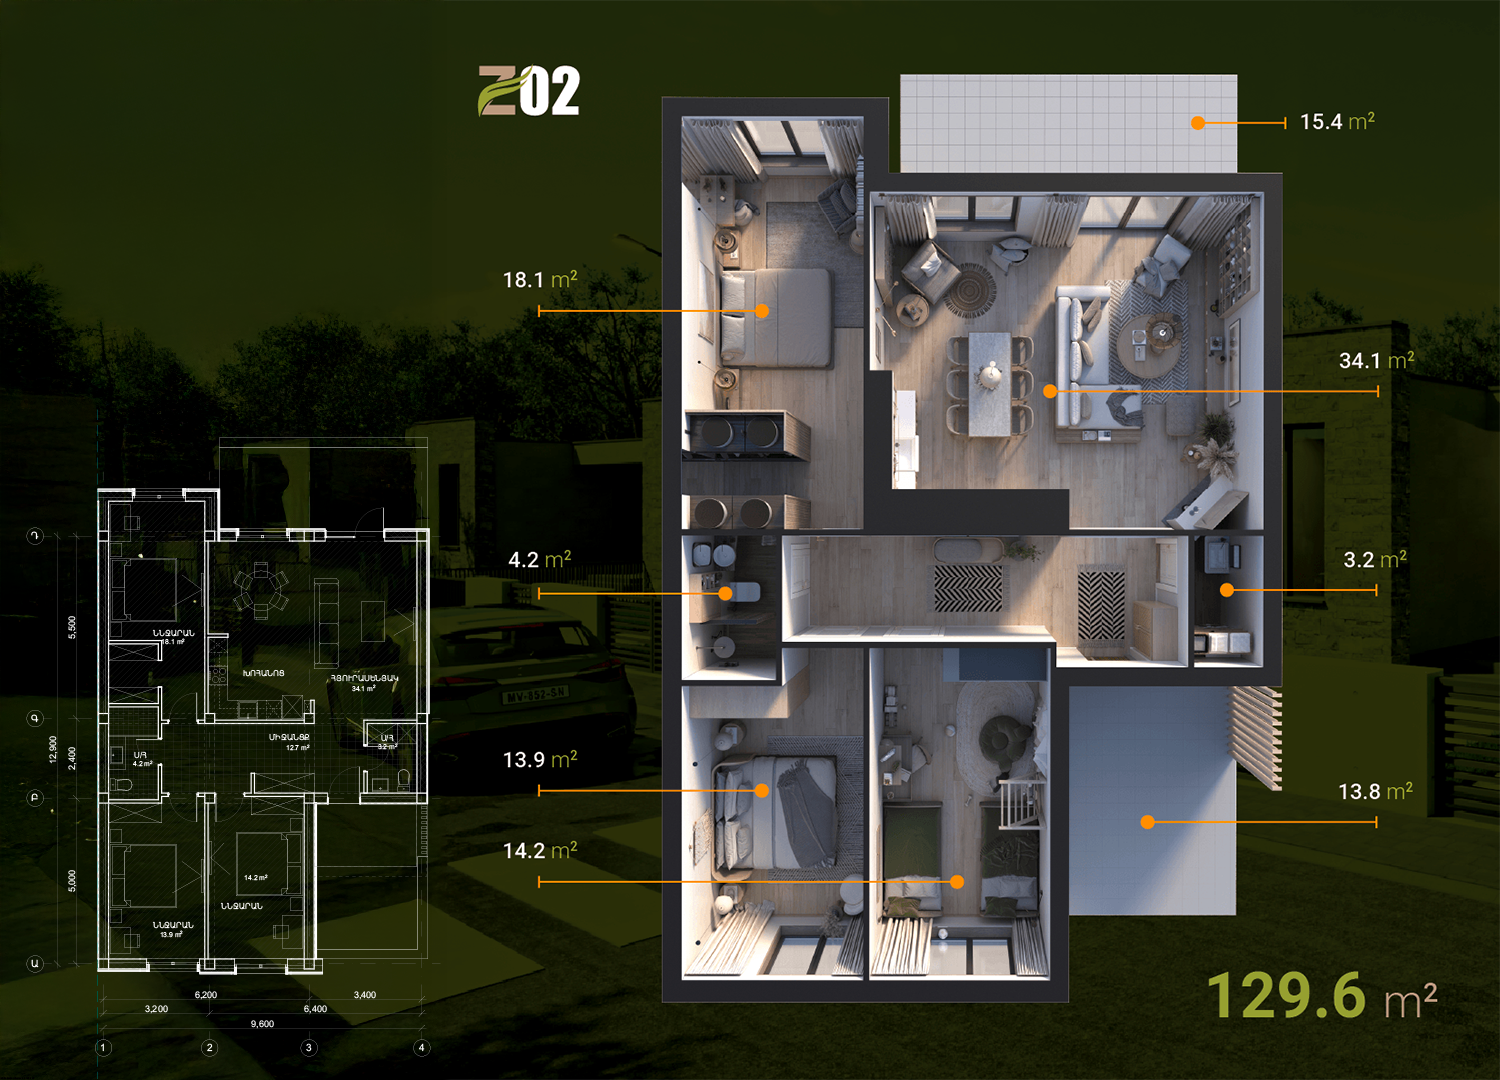 Z02
15.4 m²
18.1 m²
34.1 m²
4.2 m²
3.2 m²
13.9 m²
13.8 m²
14.2 m²
129.6 m²
ՆՆՋԱՐԱՆ
18.1 m²
ԽՈՀԱՆՈՑ
ՀՅՈՒՐԱՍԵՆՅԱԿ
34.1 m²
ՄԻՋԱՆՑՔ
12.7 m²
Ս/Հ
4.2 m²
Ս/Հ
3.2 m²
14.2 m²
ՆՆՋԱՐԱՆ
ՆՆՋԱՐԱՆ
13.9 m²
Դ
Գ
Բ
Ա
5,500
2,400
12,900
5,000
6,200
3,400
3,200
6,400
9,600
1
2
3
4
MV-852-SN